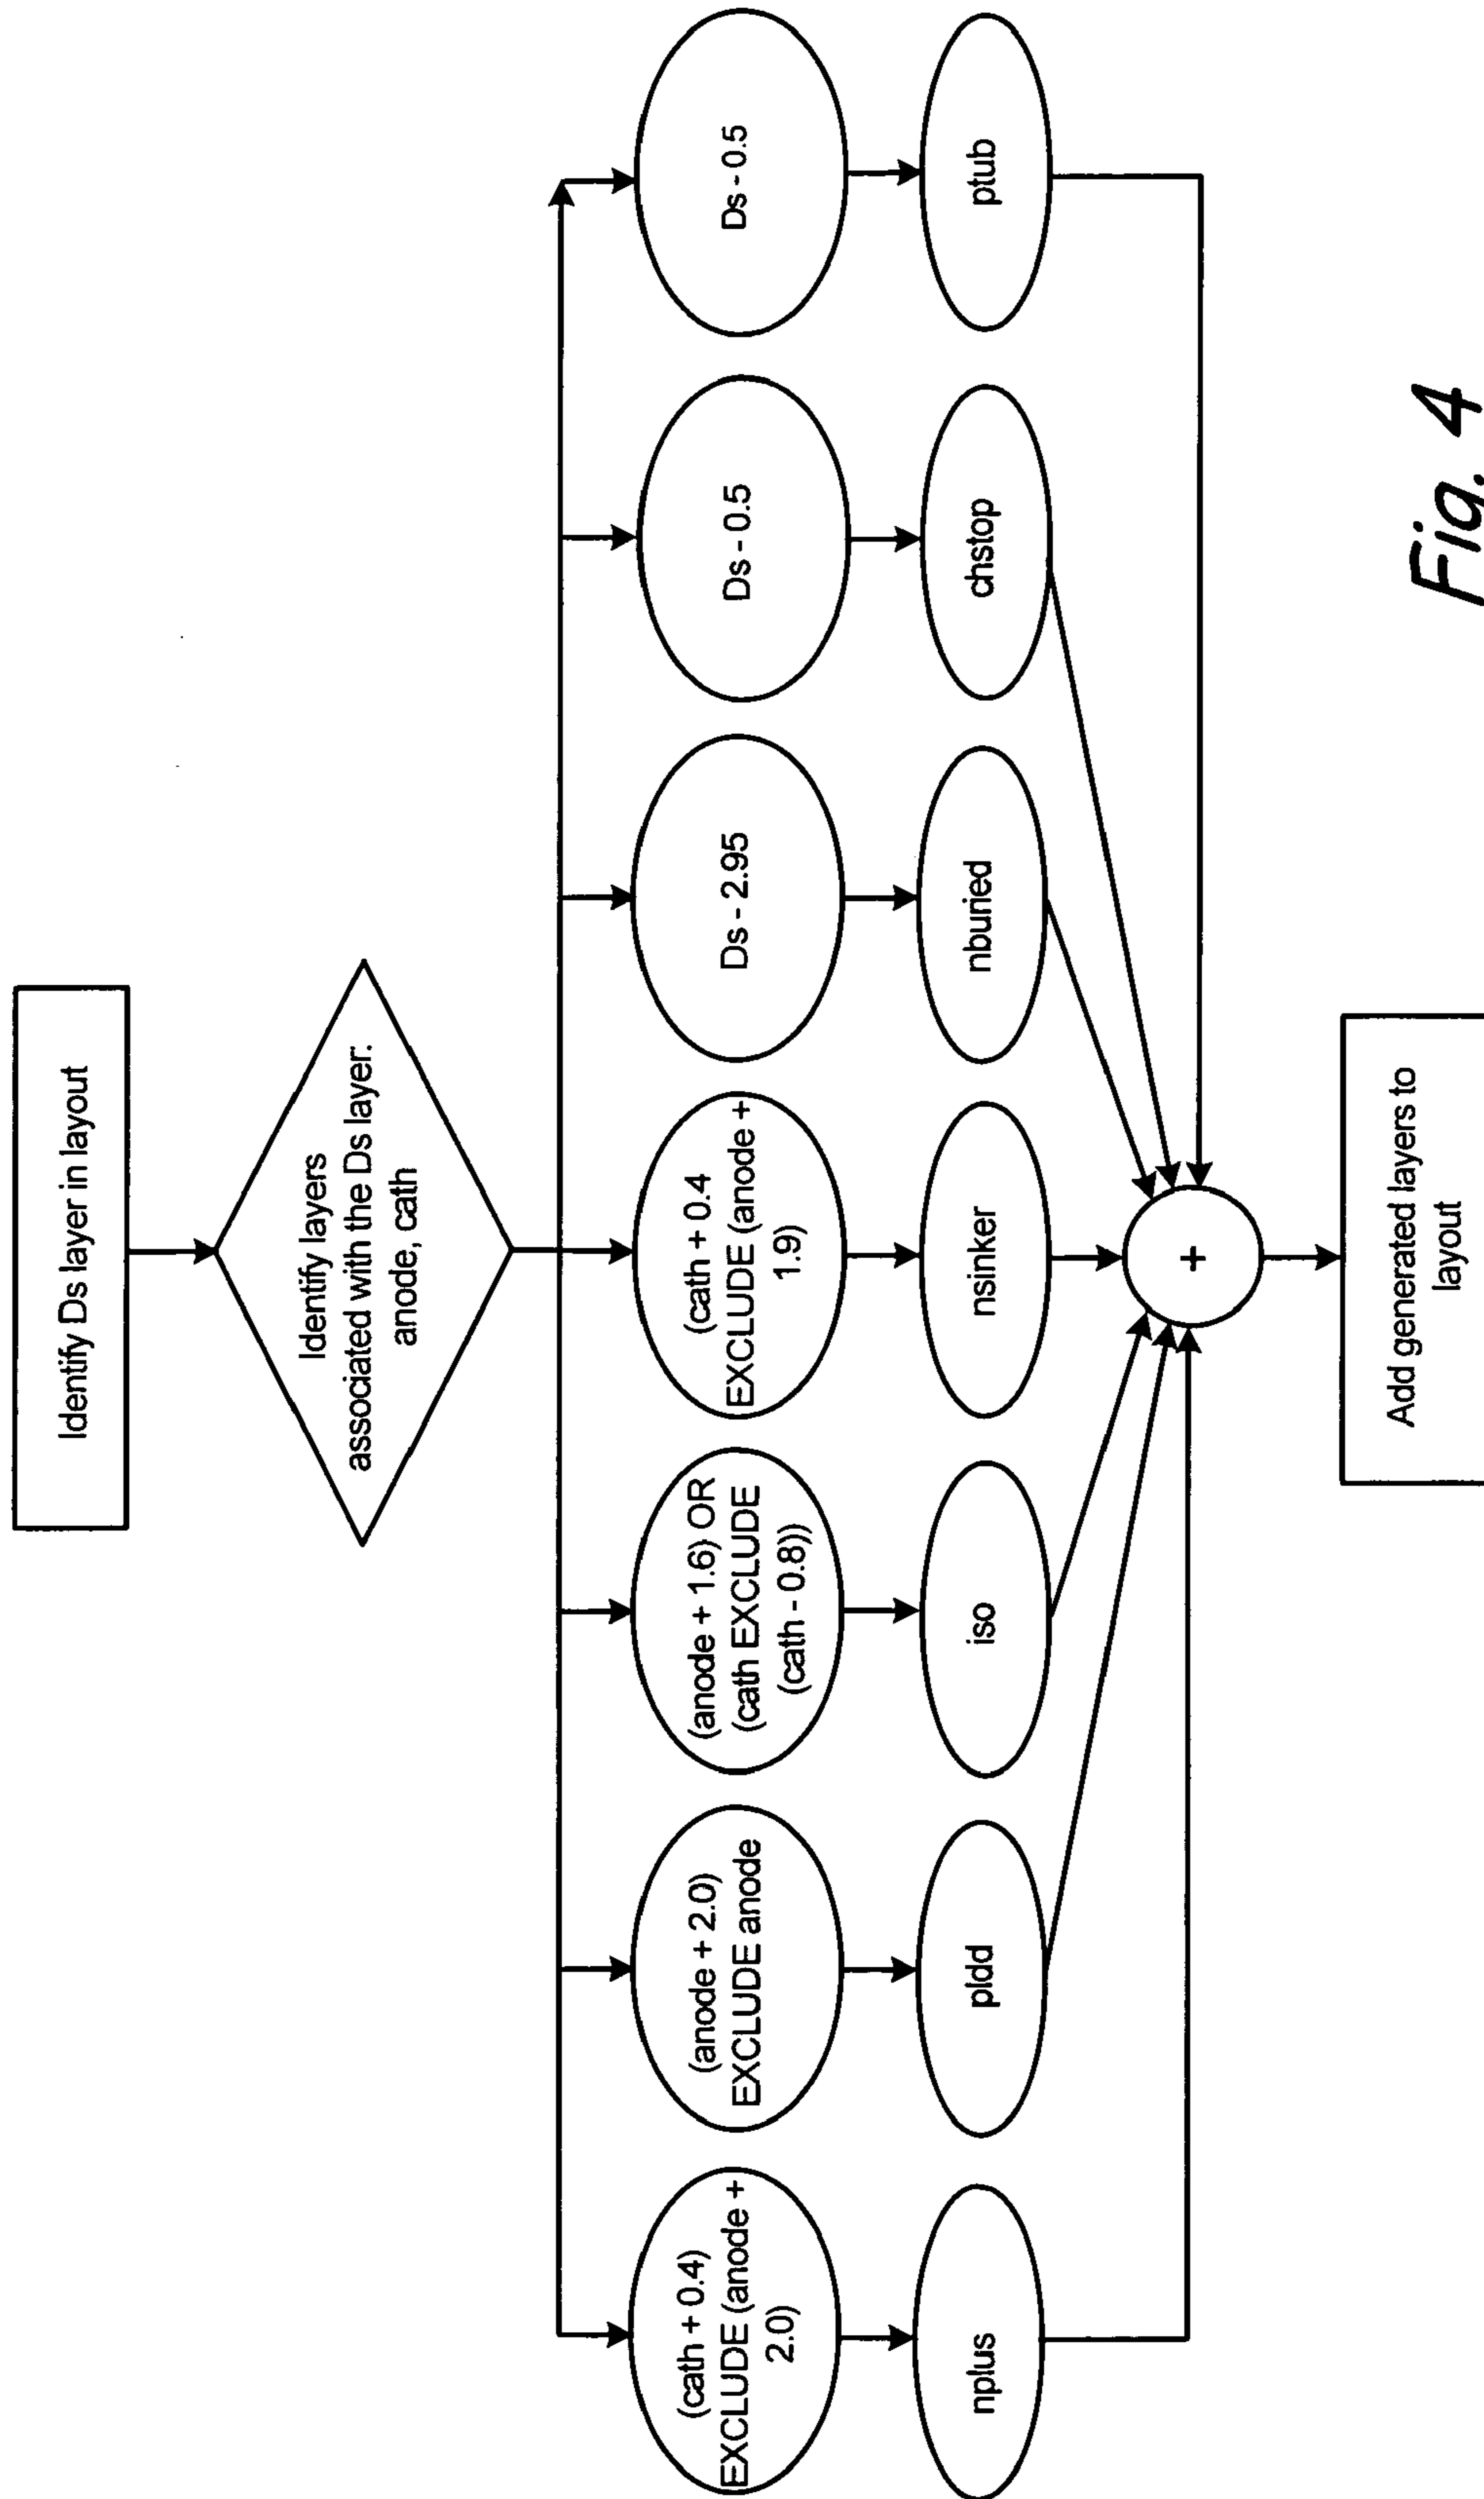 Identify Ds layer in layout
Identify layers
associated with the Ds layer:
anode, cath
(cath + 0.4)
EXCLUDE (anode +
2.0)
(anode + 2.0)
EXCLUDE anode
(anode + 1.6) OR
(cath EXCLUDE
(cath - 0.8))
(cath + 0.4
EXCLUDE (anode +
1.9)
Ds - 2.95
Ds - 0.5
Ds - 0.5
nplus
pldd
iso
nsinker
nburied
chstop
ptub
+
Add generated layers to
layout
Fig. 4